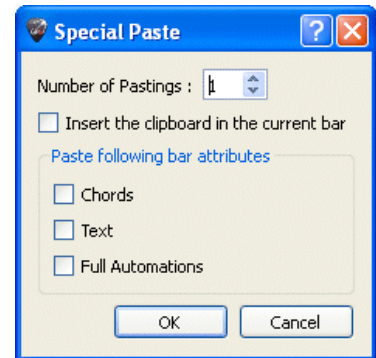 Special Paste
Number of Pastings : 1
Insert the clipboard in the current bar
Paste following bar attributes
Chords
Text
Full Automations
OK Cancel